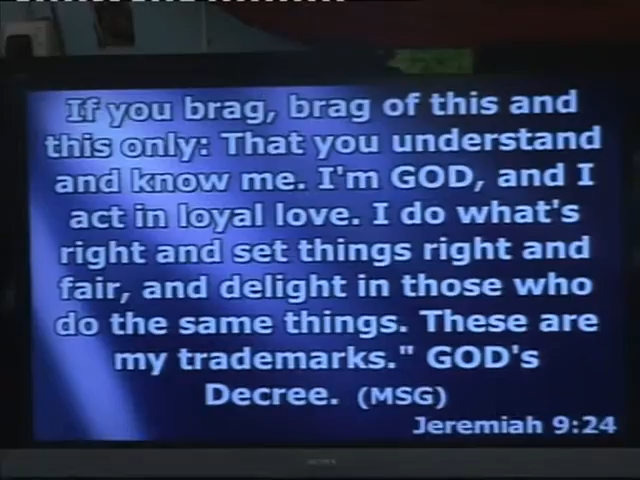 If you brag, brag of this and
this only: That you understand
and know me. I'm GOD, and I
act in loyal love. I do what's
right and set things right and
fair, and delight in those who
do the same things. These are
my trademarks." GOD's
Decree. (MSG)
Jeremiah 9:24
SONY